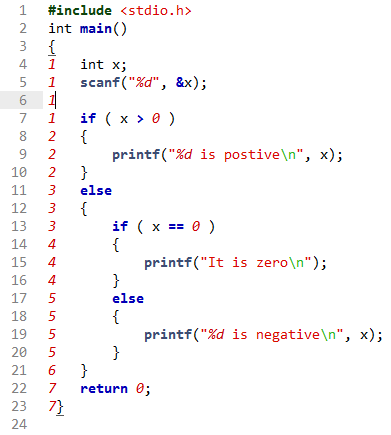 1 #include <stdio.h>
2 int main()
3 {
4 1 int x;
5 1 scanf("%d", &x);
6 1
7 1 if ( x > 0 )
8 2 {
9 2 printf("%d is postive\n", x);
10 2 }
11 3 else
12 3 {
13 3 if ( x == 0 )
14 4 {
15 4 printf("It is zero\n");
16 4 }
17 5 else
18 5 {
19 5 printf("%d is negative\n", x);
20 5 }
21 6 }
22 7 return 0;
23 7}
24